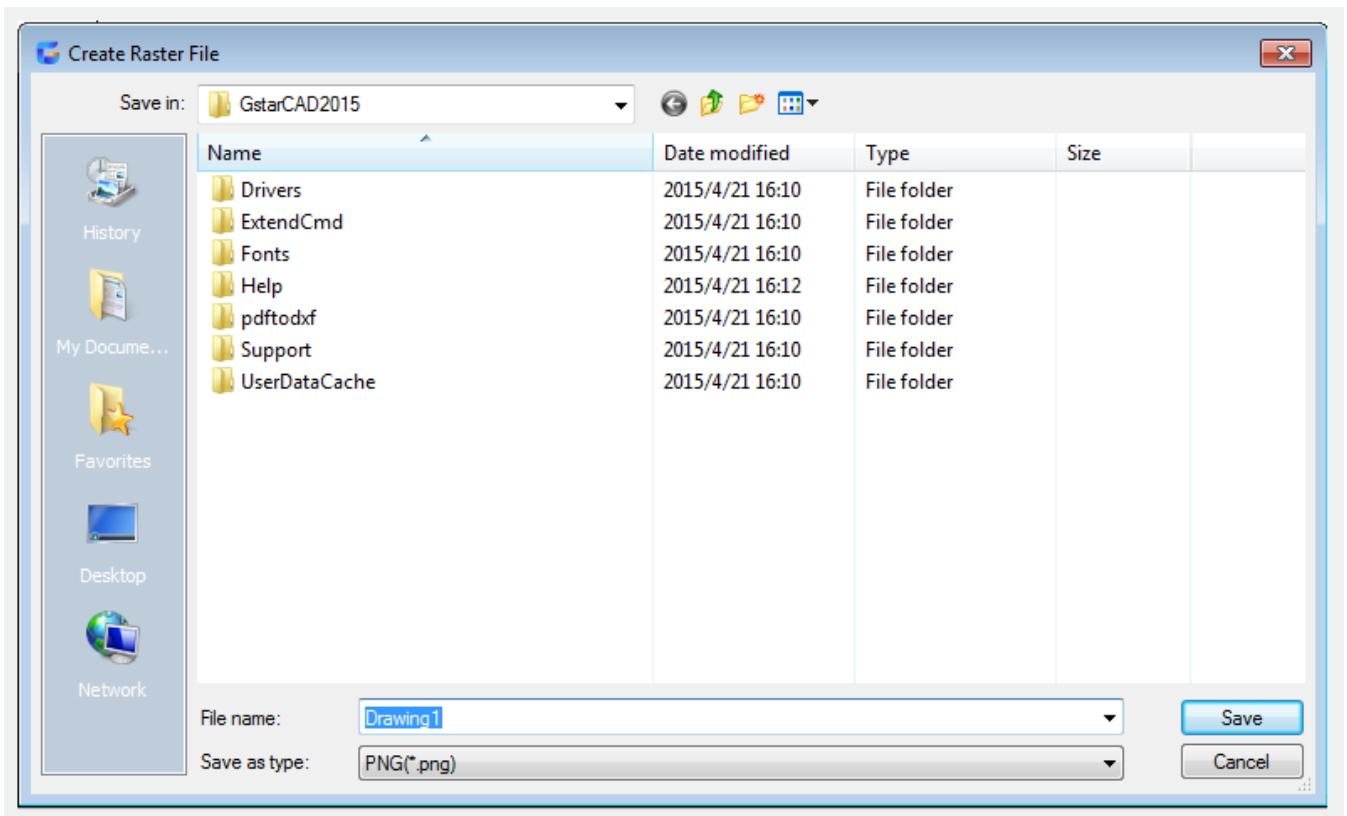 Create Raster File
Save in: GstarCAD2015
Name Date modified Type Size
Drivers 2015/4/21 16:10 File folder
ExtendCmd 2015/4/21 16:10 File folder
Fonts 2015/4/21 16:10 File folder
Help 2015/4/21 16:12 File folder
pdftodxf 2015/4/21 16:10 File folder
Support 2015/4/21 16:10 File folder
UserDataCache 2015/4/21 16:10 File folder
History
My Docume...
Favorites
Desktop
Network
File name: Drawing1 Save
Save as type: PNG(*.png) Cancel